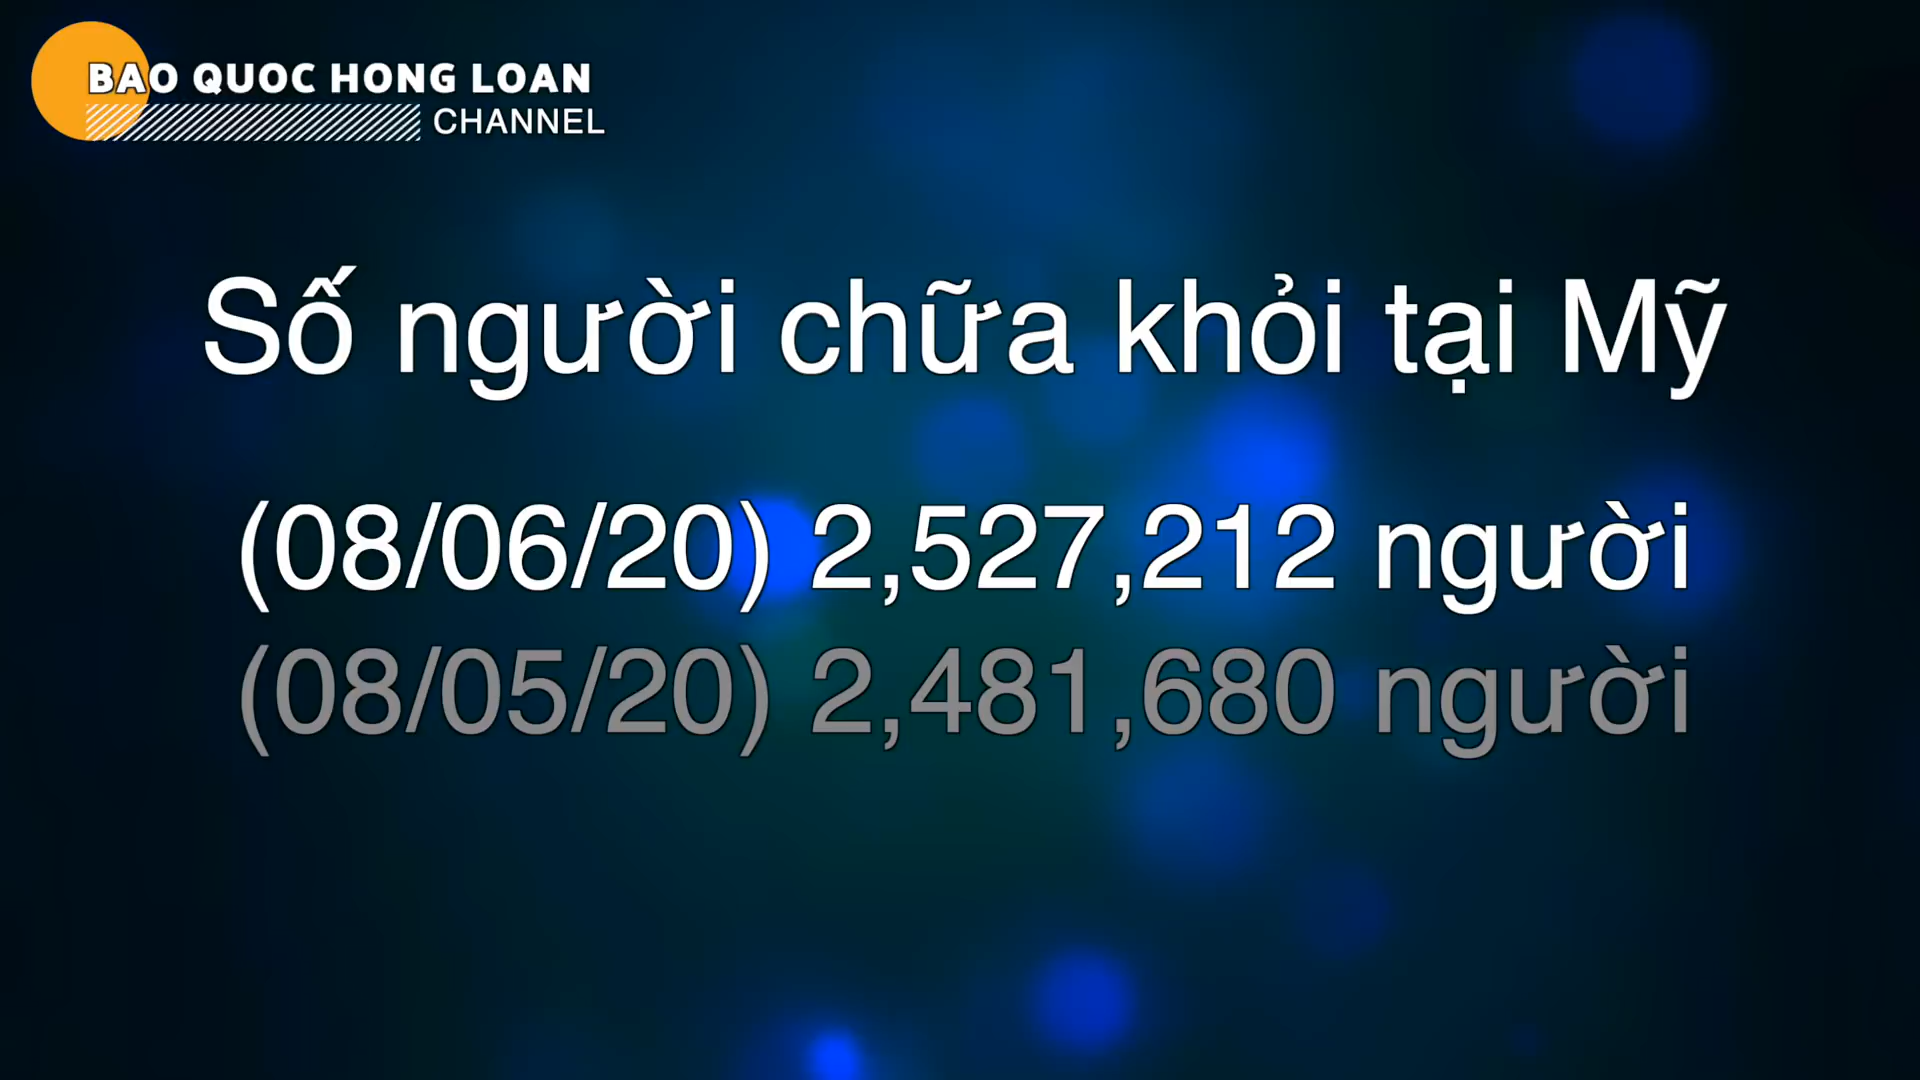 BAO QUOC HONG LOAN
CHANNEL
Số người chữa khỏi tại Mỹ
(08/06/20) 2,527,212 người
(08/05/20) 2,481,680 người